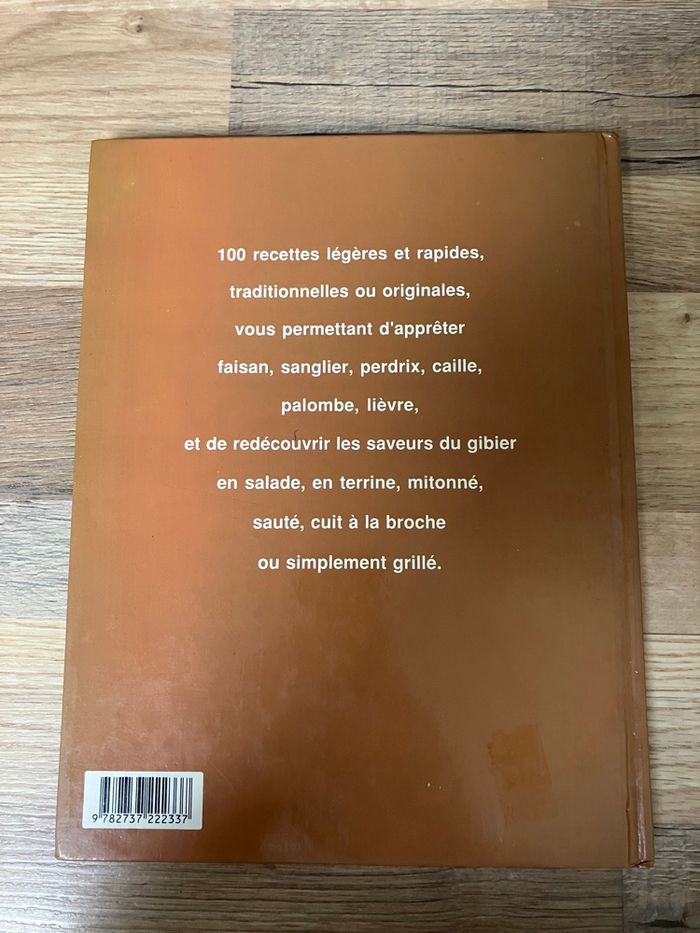 100 recettes légères et rapides,
traditionnelles ou originales,
vous permettant d'apprêter
faisan, sanglier, perdrix, caille,
palombe, lièvre,
et de redécouvrir les saveurs du gibier
en salade, en terrine, mitonné,
sauté, cuit à la broche
ou simplement grillé.
9 782737 222337